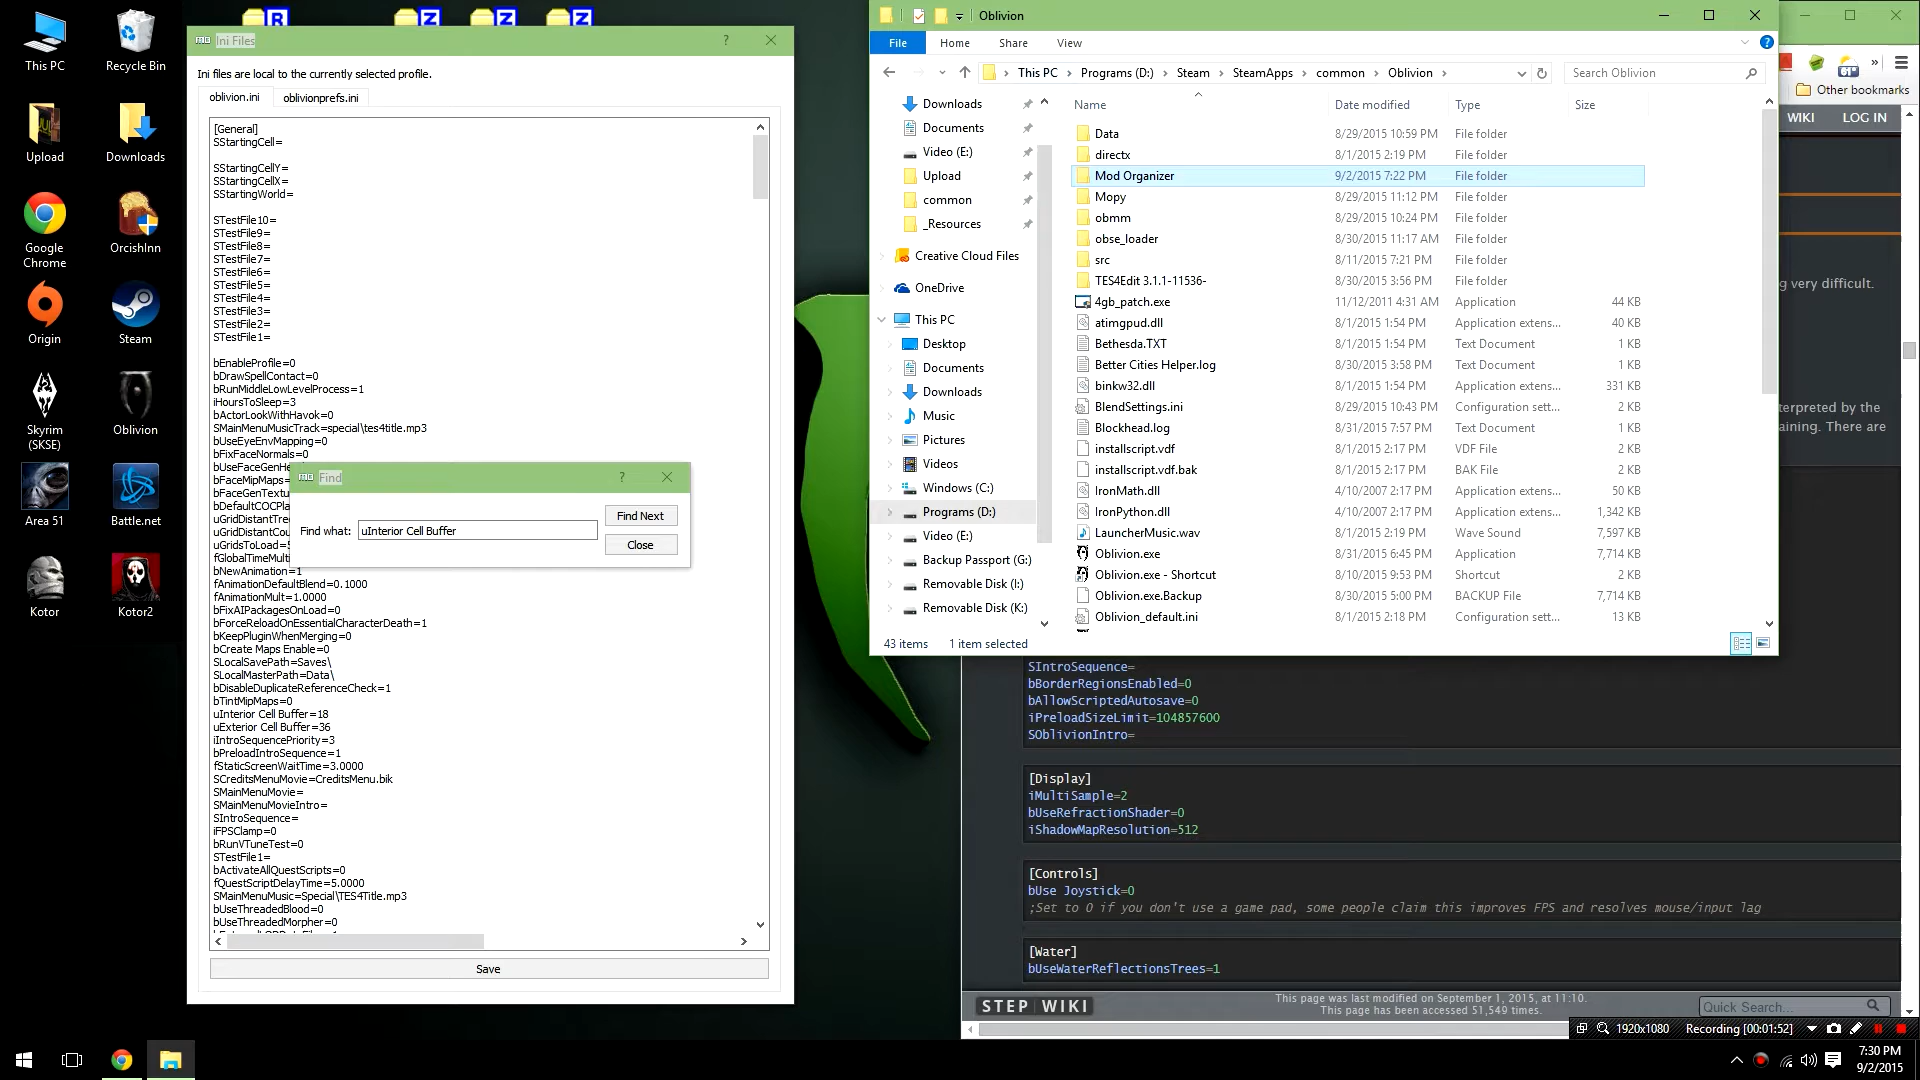 This PC
Recycle Bin
Upload
Downloads
Google
Chrome
OrcishInn
Origin
Steam
Skyrim
(SKSE)
Oblivion
Area 51
Battle.net
Kotor
Kotor2
R
Z
Z
Z
Ini Files
?
Ini files are local to the currently selected profile.
oblivion.ini
oblivionprefs.ini
[General]
SStartingCell=
SStartingCellY=
SStartingCellX=
SStartingWorld=
STestFile10=
STestFile9=
STestFile8=
STestFile7=
STestFile6=
STestFile5=
STestFile4=
STestFile3=
STestFile2=
STestFile1=
bEnableProfile=0
bDrawSpellContact=0
bRunMiddleLowLevelProcess=1
iHoursToSleep=3
bActorLookWithHavok=0
SMainMenuMusicTrack=special\tes4title.mp3
bUseEyeEnvMapping=0
bFixFaceNormals=0
bUseFaceGenHe
bFaceMipMaps=
bFaceGenTextu
bDefaultCOCPla
uGridDistantTree
uGridDistantCou
uGridsToLoad=5
fGlobalTimeMulti
bNewAnimation=1
fAnimationDefaultBlend=0.1000
fAnimationMult=1.0000
bFixAIPackagesOnLoad=0
bForceReloadOnEssentialCharacterDeath=1
bKeepPluginWhenMerging=0
bCreate Maps Enable=0
SLocalSavePath=Saves\
SLocalMasterPath=Data\
bDisableDuplicateReferenceCheck=1
bTintMipMaps=0
uInterior Cell Buffer=18
uExterior Cell Buffer=36
iIntroSequencePriority=3
bPreloadIntroSequence=1
fStaticScreenWaitTime=3.0000
SCreditsMenuMovie=CreditsMenu.bik
SMainMenuMovie=
SMainMenuMovieIntro=
SIntroSequence=
iFPSClamp=0
bRunVTuneTest=0
STestFile1=
bActivateAllQuestScripts=0
fQuestScriptDelayTime=5.0000
SMainMenuMusic=Special\TES4Title.mp3
bUseThreadedBlood=0
bUseThreadedMorpher=0
Save
Find
?
Find what: uInterior Cell Buffer
Find Next
Close
Oblivion
File Home Share View
This PC Programs (D:) Steam SteamApps common Oblivion
Search Oblivion
Downloads
Documents
Video (E:)
Upload
common
_Resources
Creative Cloud Files
OneDrive
This PC
Desktop
Documents
Downloads
Music
Pictures
Videos
Windows (C:)
Programs (D:)
Video (E:)
Backup Passport (G:)
Removable Disk (I:)
Removable Disk (K:)
Name Date modified Type Size
Data 8/29/2015 10:59 PM File folder
directx 8/1/2015 2:19 PM File folder
Mod Organizer 9/2/2015 7:22 PM File folder
Mopy 8/29/2015 11:12 PM File folder
obmm 8/29/2015 10:24 PM File folder
obse_loader 8/30/2015 11:17 AM File folder
src 8/11/2015 7:21 PM File folder
TES4Edit 3.1.1-11536- 8/30/2015 3:56 PM File folder
4gb_patch.exe 11/12/2011 4:31 AM Application 44 KB
atimgpud.dll 8/1/2015 1:54 PM Application extens... 40 KB
Bethesda.TXT 8/1/2015 1:54 PM Text Document 1 KB
Better Cities Helper.log 8/30/2015 3:58 PM Text Document 1 KB
binkw32.dll 8/1/2015 1:54 PM Application extens... 331 KB
BlendSettings.ini 8/29/2015 10:43 PM Configuration sett... 2 KB
Blockhead.log 8/31/2015 7:57 PM Text Document 1 KB
installscript.vdf 8/1/2015 2:17 PM VDF File 2 KB
installscript.vdf.bak 8/1/2015 2:17 PM BAK File 2 KB
IronMath.dll 4/10/2007 2:17 PM Application extens... 50 KB
IronPython.dll 4/10/2007 2:17 PM Application extens... 1,342 KB
LauncherMusic.wav 8/1/2015 2:19 PM Wave Sound 7,597 KB
Oblivion.exe 8/31/2015 6:45 PM Application 7,714 KB
Oblivion.exe - Shortcut 8/10/2015 9:53 PM Shortcut 2 KB
Oblivion.exe.Backup 8/30/2015 5:00 PM BACKUP File 7,714 KB
Oblivion_default.ini 8/1/2015 2:18 PM Configuration sett... 13 KB
43 items 1 item selected
Other bookmarks
WIKI LOG IN
g very difficult.
terpreted by the
aining. There are
SIntroSequence=
bBorderRegionsEnabled=0
bAllowScriptedAutosave=0
iPreloadSizeLimit=104857600
SOblivionIntro=
[Display]
iMultiSample=2
bUseRefractionShader=0
iShadowMapResolution=512
[Controls]
bUse Joystick=0
;Set to 0 if you don't use a game pad, some people claim this improves FPS and resolves mouse/input lag
[Water]
bUseWaterReflectionsTrees=1
STEP WIKI
This page was last modified on September 1, 2015, at 11:10.
This page has been accessed 51,549 times.
Quick Search...
1920x1080 Recording [00:01:52]
7:30 PM
9/2/2015